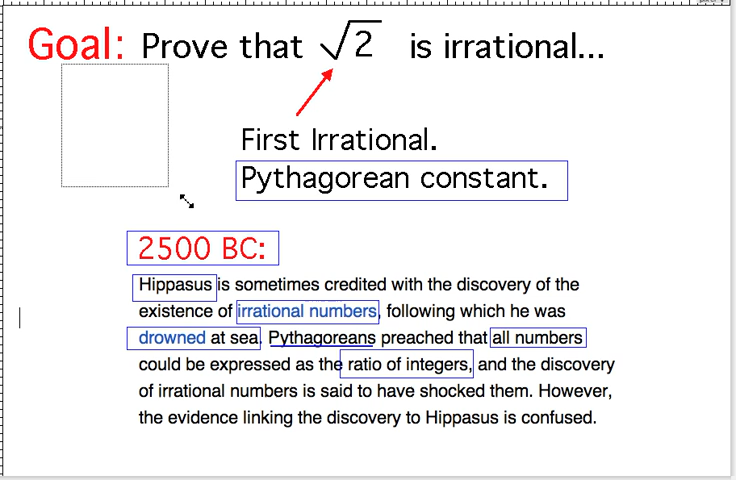 Goal: Prove that √2 is irrational...
First Irrational.
Pythagorean constant.
2500 BC:
Hippasus is sometimes credited with the discovery of the
existence of irrational numbers, following which he was
drowned at sea. Pythagoreans preached that all numbers
could be expressed as the ratio of integers, and the discovery
of irrational numbers is said to have shocked them. However,
the evidence linking the discovery to Hippasus is confused.